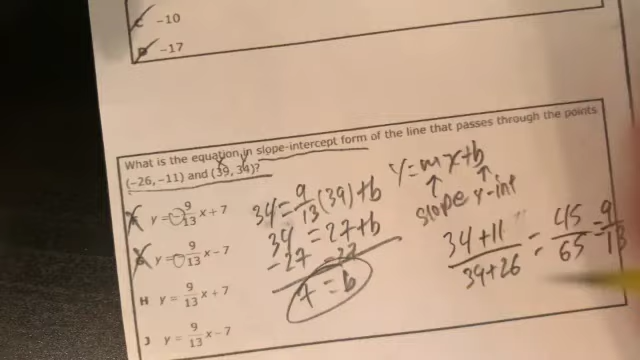 C -10
D -17
What is the equation in slope-intercept form of the line that passes through the points
(-26, -11) and (39, 34)?
y = -9/13 x + 7
y = -9/13 x - 7
H y = 9/13 x + 7
J y = 9/13 x - 7
34 = 9/13 (39) + b
34 = 27 + b
-27 -27
7 = b
y = mx + b
slope y-int
34+11 / 39+26 = 45/65 = 9/13